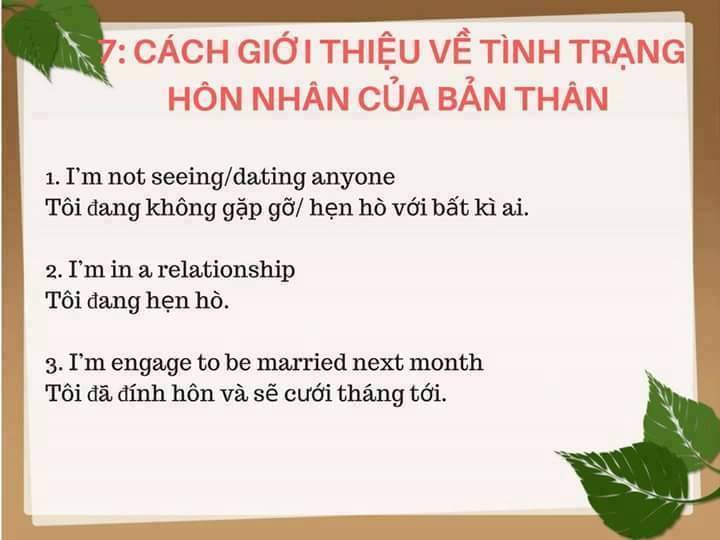 7: CÁCH GIỚI THIỆU VỀ TÌNH TRẠNG
HÔN NHÂN CỦA BẢN THÂN
1. I'm not seeing/dating anyone
Tôi đang không gặp gỡ/ hẹn hò với bất kì ai.
2. I'm in a relationship
Tôi đang hẹn hò.
3. I'm engage to be married next month
Tôi đã đính hôn và sẽ cưới tháng tới.